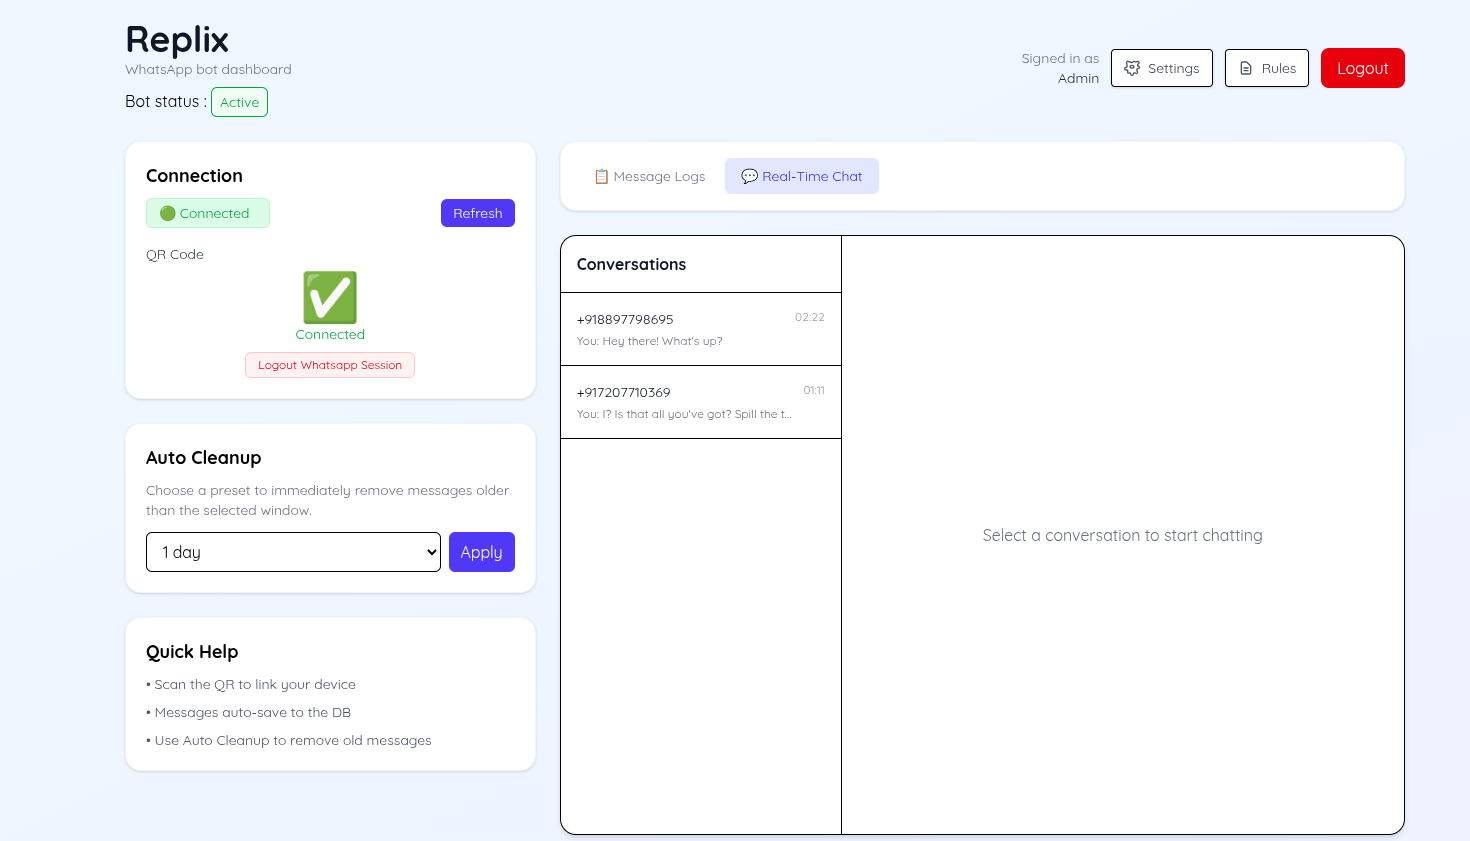 Replix
WhatsApp bot dashboard
Bot status : Active
Signed in as
Admin
Settings
Rules
Logout
Connection
🟢 Connected
Refresh
QR Code
✅
Connected
Logout Whatsapp Session
Auto Cleanup
Choose a preset to immediately remove messages older
than the selected window.
1 day
Apply
Quick Help
• Scan the QR to link your device
• Messages auto-save to the DB
• Use Auto Cleanup to remove old messages
📋 Message Logs
💬 Real-Time Chat
Conversations
+918897798695
02:22
You: Hey there! What's up?
+917207710369
01:11
You: I? Is that all you've got? Spill the t...
Select a conversation to start chatting